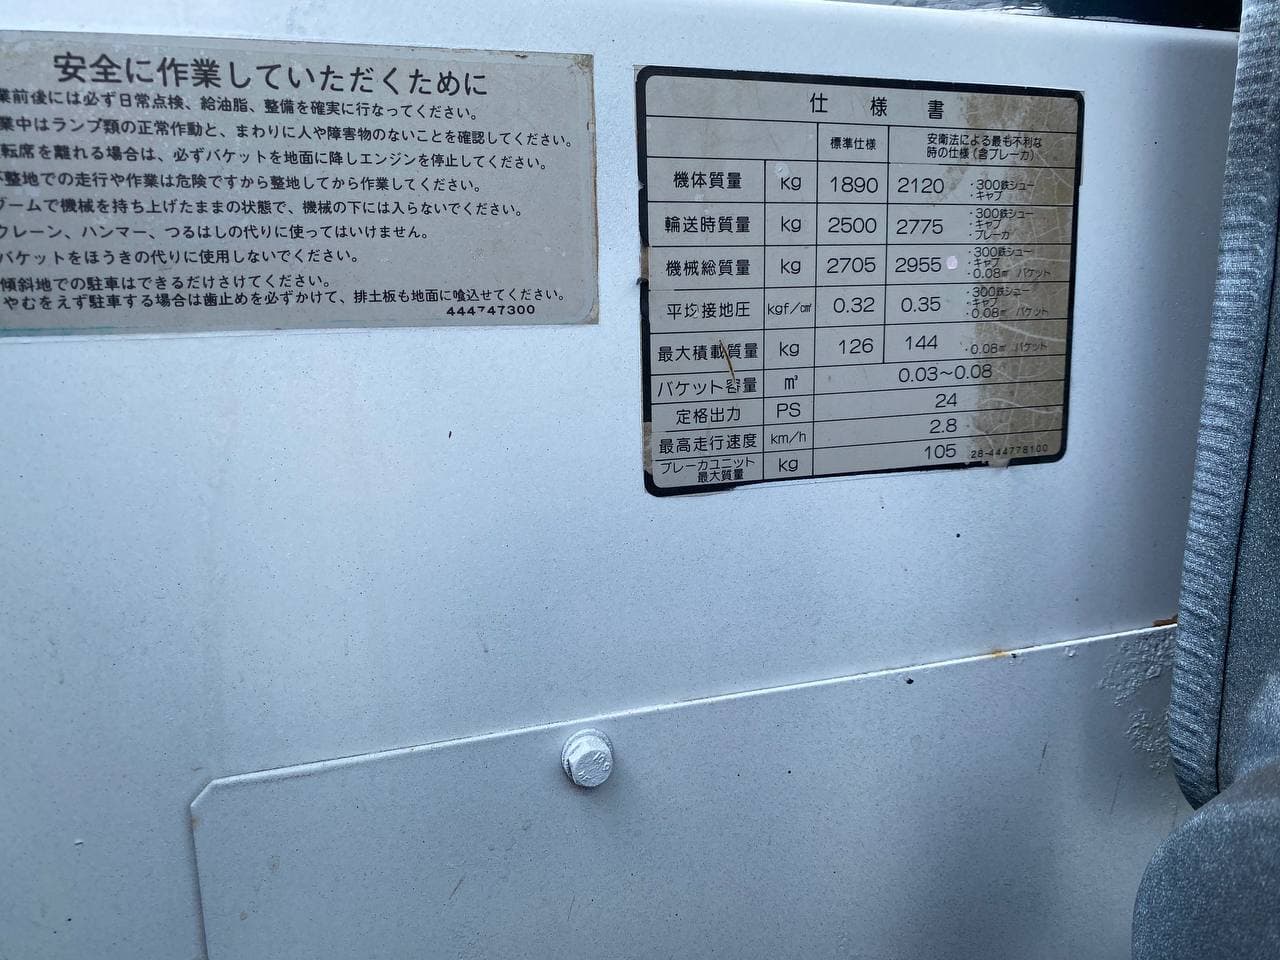 安全に作業していただくために
業前後には必ず日常点検、給油脂、整備を確実に行なってください。
業中はランプ類の正常作動と、まわりに人や障害物のないことを確認してください。
転席を離れる場合は、必ずバケットを地面に降しエンジンを停止してください。
整地での走行や作業は危険ですから整地してから作業してください。
ブームで機械を持ち上げたままの状態で、機械の下には入らないでください。
クレーン、ハンマー、つるはしの代りに使ってはいけません。
バケットをほうきの代りに使用しないでください。
傾斜地での駐車はできるだけさけてください。
やむをえず駐車する場合は歯止めを必ずかけて、排土板も地面に喰込せてください。
444747300
仕様書
標準仕様 安衛法による最も不利な時の仕様(含ブレーカ)
機体質量 kg 1890 2120 ・300鉄シュー ・キャブ
輸送時質量 kg 2500 2775 ・300鉄シュー ・キャブ ・ブレーカ
機械総質量 kg 2705 2955 ・300鉄シュー ・キャブ ・0.08㎥ バケット
平均接地圧 kgf/㎠ 0.32 0.35 ・300鉄シュー ・キャブ ・0.08㎥ バケット
最大積載質量 kg 126 144 ・0.08㎥ バケット
バケット容量 ㎥ 0.03~0.08
定格出力 PS 24
最高走行速度 km/h 2.8
ブレーカユニット最大質量 kg 105
28-444778100